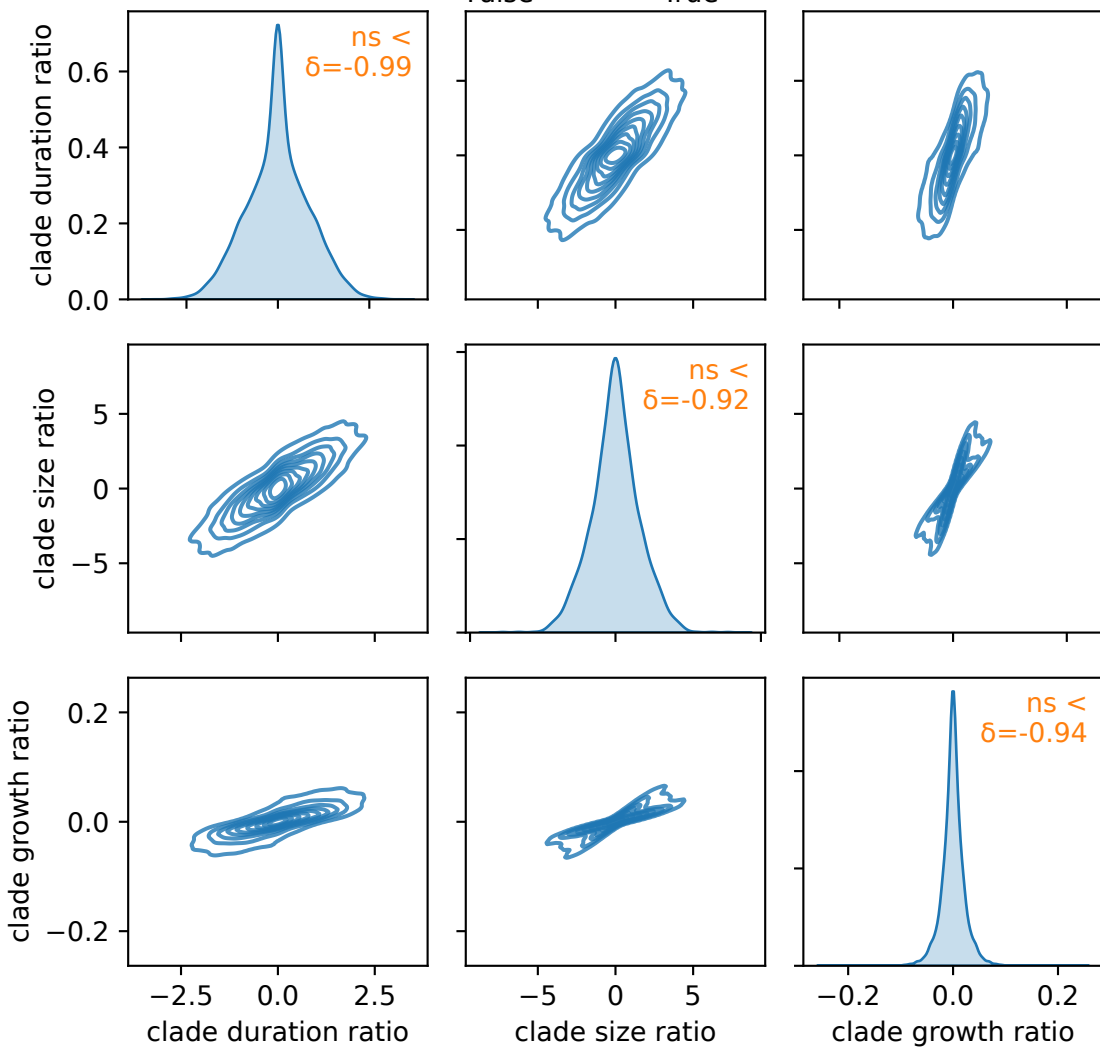 clade duration ratio
0.6
0.4
0.2
0.0
ns <
δ=-0.99
clade size ratio
5
0
−5
ns <
δ=-0.92
clade growth ratio
0.2
0.0
−0.2
ns <
δ=-0.94
−2.5 0.0 2.5
−5 0 5
−0.2 0.0 0.2
clade duration ratio
clade size ratio
clade growth ratio